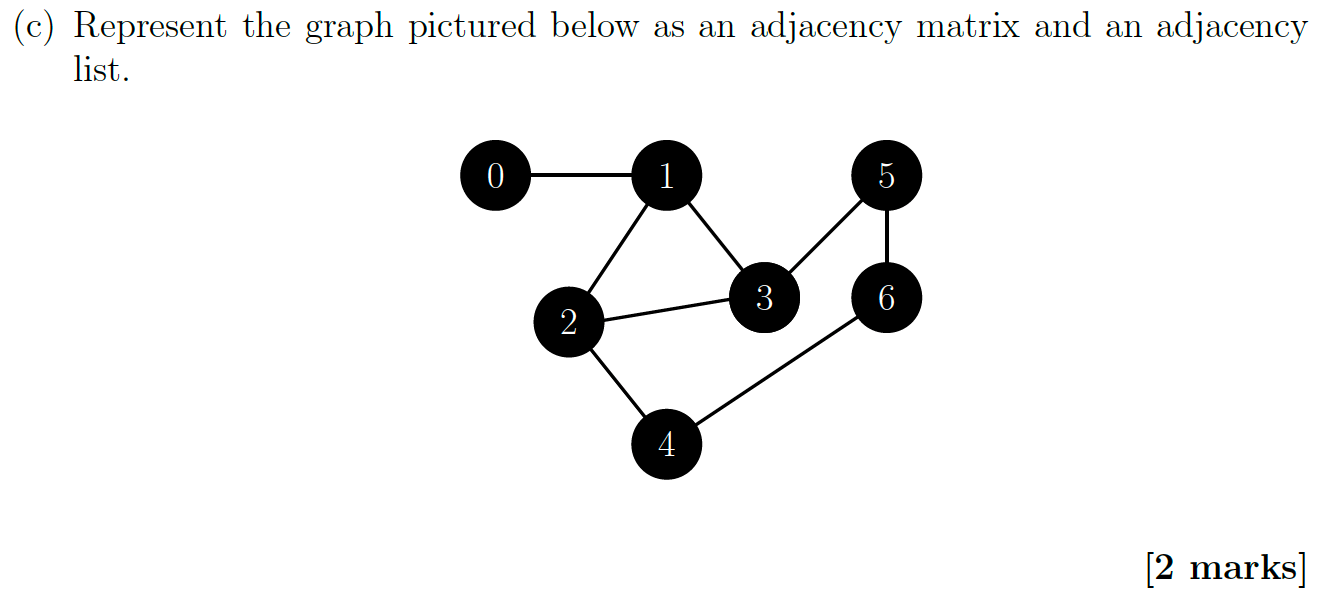 (c) Represent the graph pictured below as an adjacency matrix and an adjacency
list.
0 1 5
2 3 6
4
[2 marks]